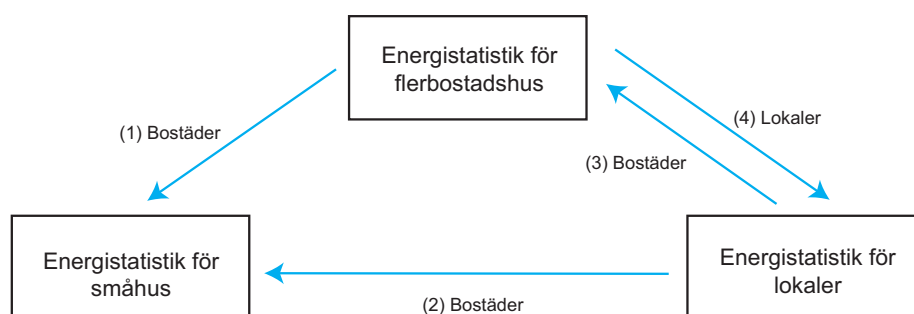 Energistatistik för
flerbostadshus
(1) Bostäder
(4) Lokaler
(3) Bostäder
Energistatistik för
småhus
Energistatistik för
lokaler
(2) Bostäder